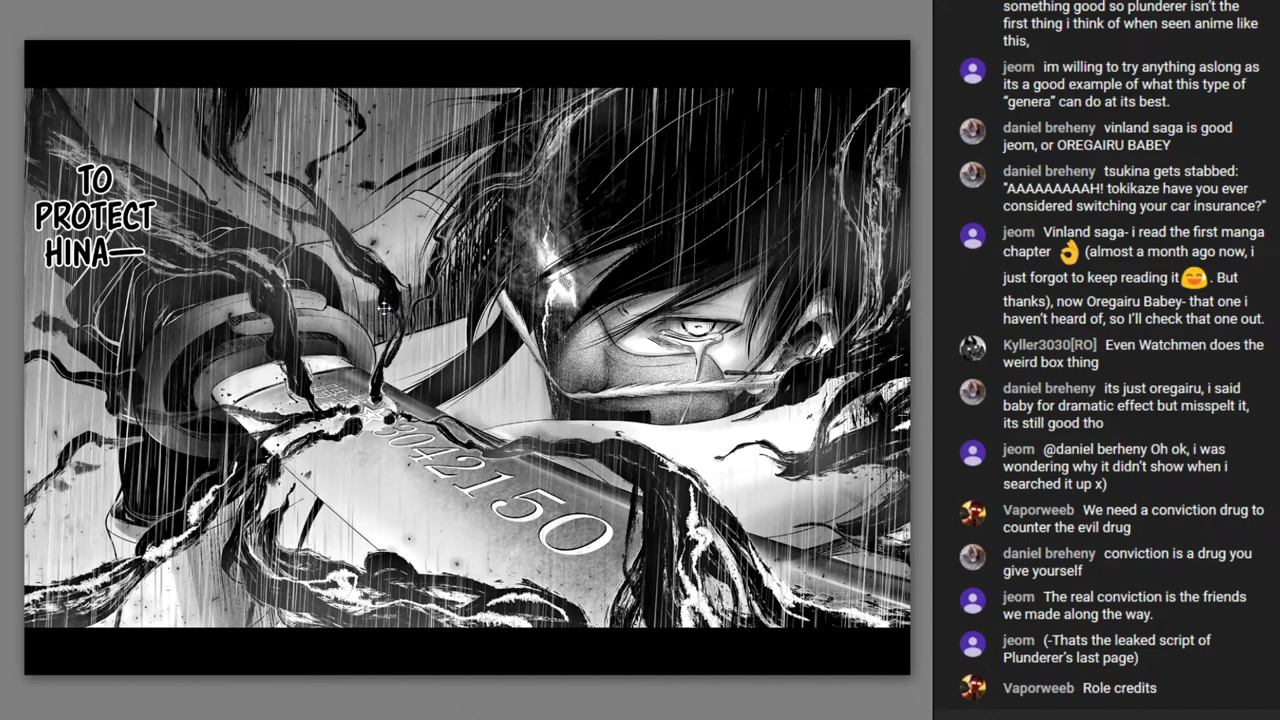 TO
PROTECT
HINA—
3042150
something good so plunderer isn't the
first thing i think of when seen anime like
this,
jeom im willing to try anything aslong as
its a good example of what this type of
"genera" can do at its best.
daniel breheny vinland saga is good
jeom, or OREGAIRU BABEY
daniel breheny tsukina gets stabbed:
"AAAAAAAAAH! tokikaze have you ever
considered switching your car insurance?"
jeom Vinland saga- i read the first manga
chapter 👌 (almost a month ago now, i
just forgot to keep reading it😄. But
thanks), now Oregairu Babey- that one i
haven't heard of, so I'll check that one out.
Kyller3030[RO] Even Watchmen does the
weird box thing
daniel breheny its just oregairu, i said
baby for dramatic effect but misspelt it,
its still good tho
jeom @daniel berheny Oh ok, i was
wondering why it didn't show when i
searched it up x)
Vaporweeb We need a conviction drug to
counter the evil drug
daniel breheny conviction is a drug you
give yourself
jeom The real conviction is the friends
we made along the way.
jeom (-Thats the leaked script of
Plunderer's last page)
Vaporweeb Role credits